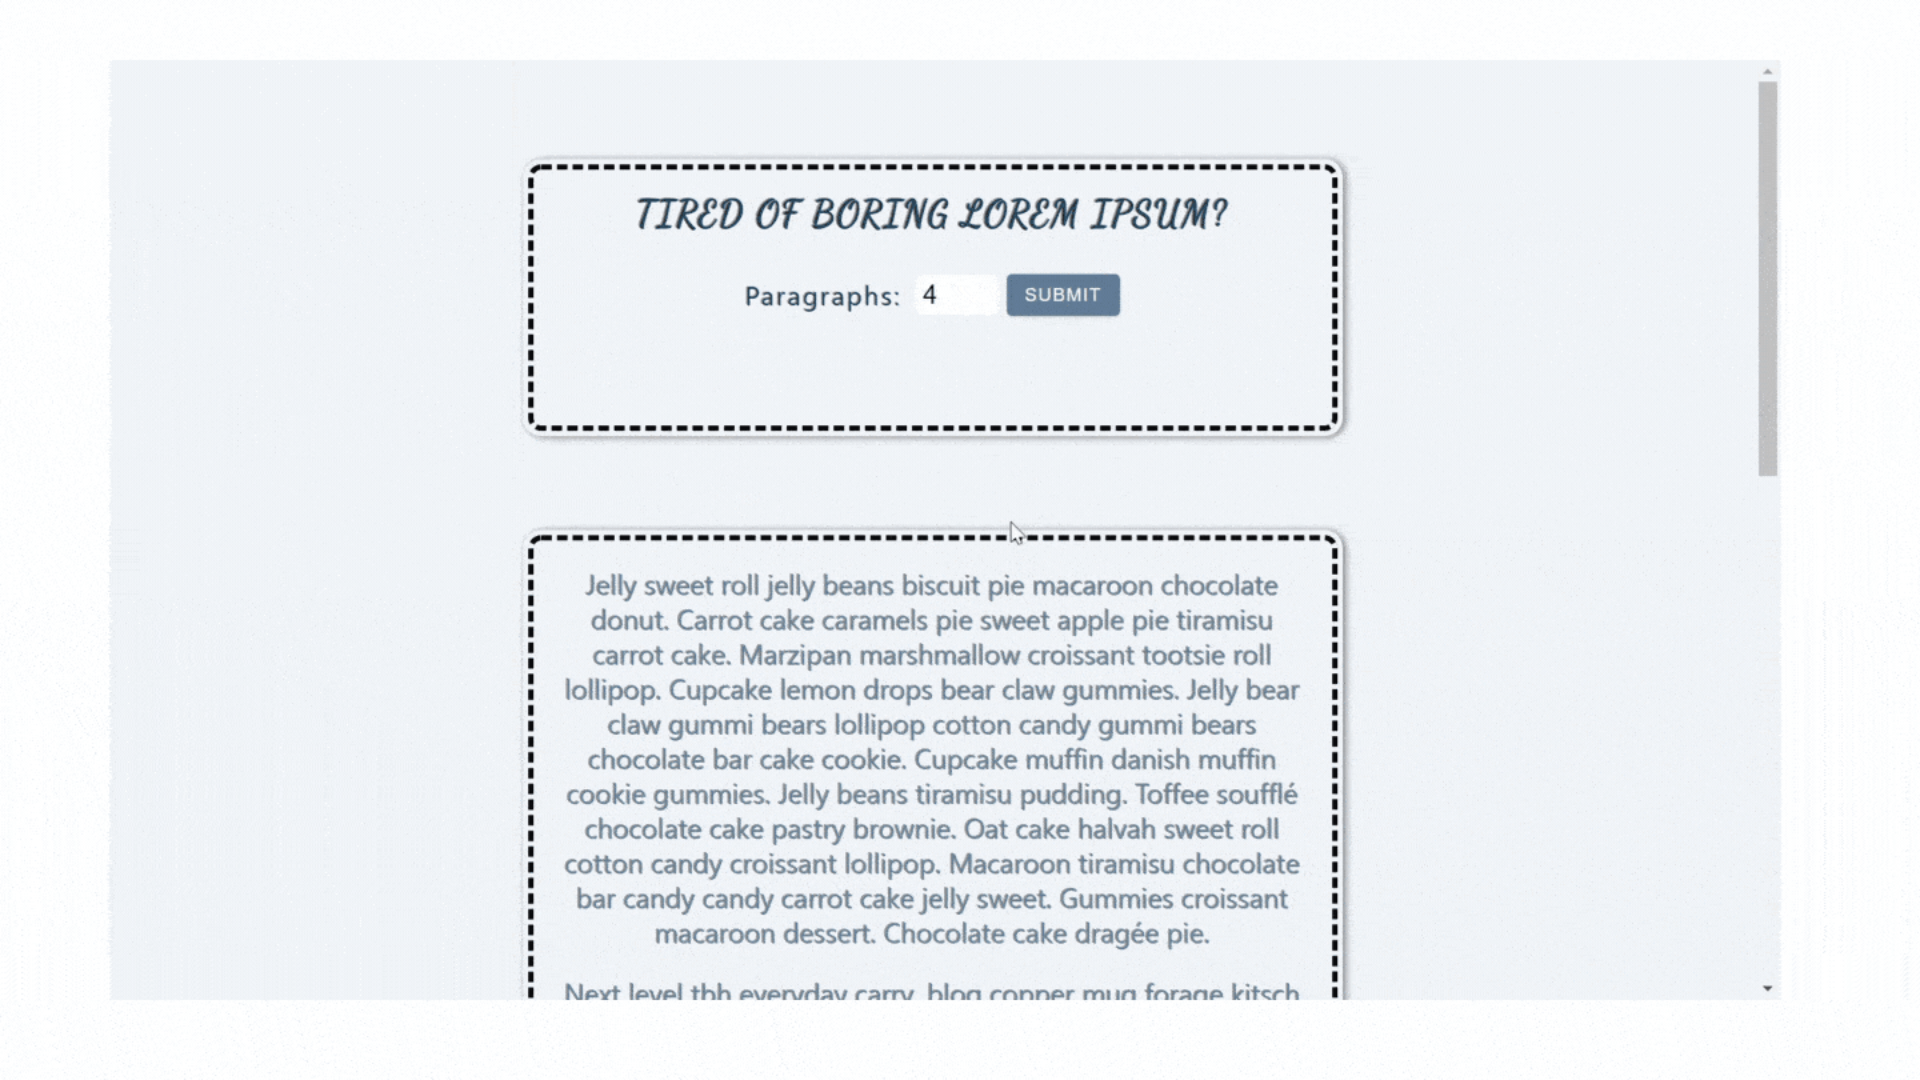 TIRED OF BORING LOREM IPSUM?
Paragraphs: 4 SUBMIT
Jelly sweet roll jelly beans biscuit pie macaroon chocolate
donut. Carrot cake caramels pie sweet apple pie tiramisu
carrot cake. Marzipan marshmallow croissant tootsie roll
lollipop. Cupcake lemon drops bear claw gummies. Jelly bear
claw gummi bears lollipop cotton candy gummi bears
chocolate bar cake cookie. Cupcake muffin danish muffin
cookie gummies. Jelly beans tiramisu pudding. Toffee soufflé
chocolate cake pastry brownie. Oat cake halvah sweet roll
cotton candy croissant lollipop. Macaroon tiramisu chocolate
bar candy candy carrot cake jelly sweet. Gummies croissant
macaroon dessert. Chocolate cake dragée pie.
Next level tbh everyday carry, blog copper mug forage kitsch